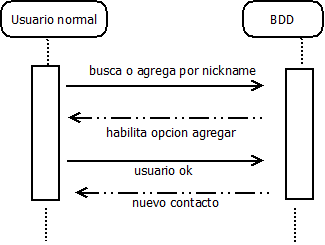 Usuario normal
BDD
busca o agrega por nickname
habilita opcion agregar
usuario ok
nuevo contacto